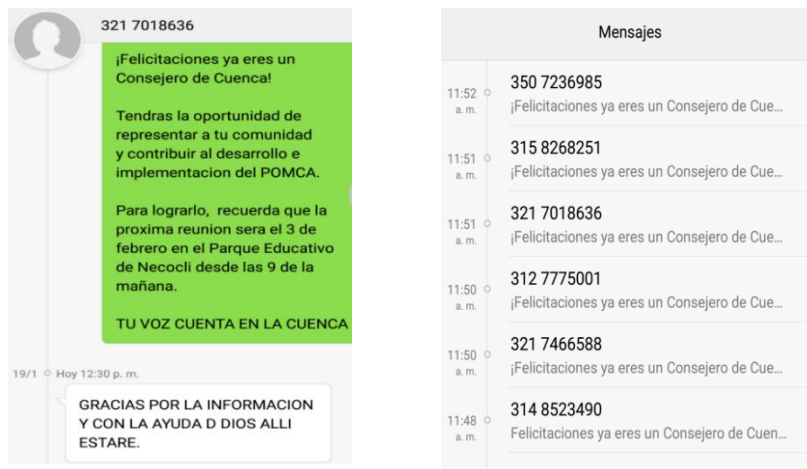 321 7018636
¡Felicitaciones ya eres un
Consejero de Cuenca!
Tendras la oportunidad de
representar a tu comunidad
y contribuir al desarrollo e
implementacion del POMCA.
Para lograrlo, recuerda que la
proxima reunion sera el 3 de
febrero en el Parque Educativo
de Necocli desde las 9 de la
mañana.
TU VOZ CUENTA EN LA CUENCA
19/1 Hoy 12:30 p. m.
GRACIAS POR LA INFORMACION
Y CON LA AYUDA D DIOS ALLI
ESTARE.
Mensajes
350 7236985
11:52 a. m.
¡Felicitaciones ya eres un Consejero de Cue...
315 8268251
11:51 a. m.
¡Felicitaciones ya eres un Consejero de Cue...
321 7018636
11:51 a. m.
¡Felicitaciones ya eres un Consejero de Cue...
312 7775001
11:50 a. m.
¡Felicitaciones ya eres un Consejero de Cue...
321 7466588
11:50 a. m.
¡Felicitaciones ya eres un Consejero de Cue...
314 8523490
11:48 a. m.
Felicitaciones ya eres un Consejero de Cuen...